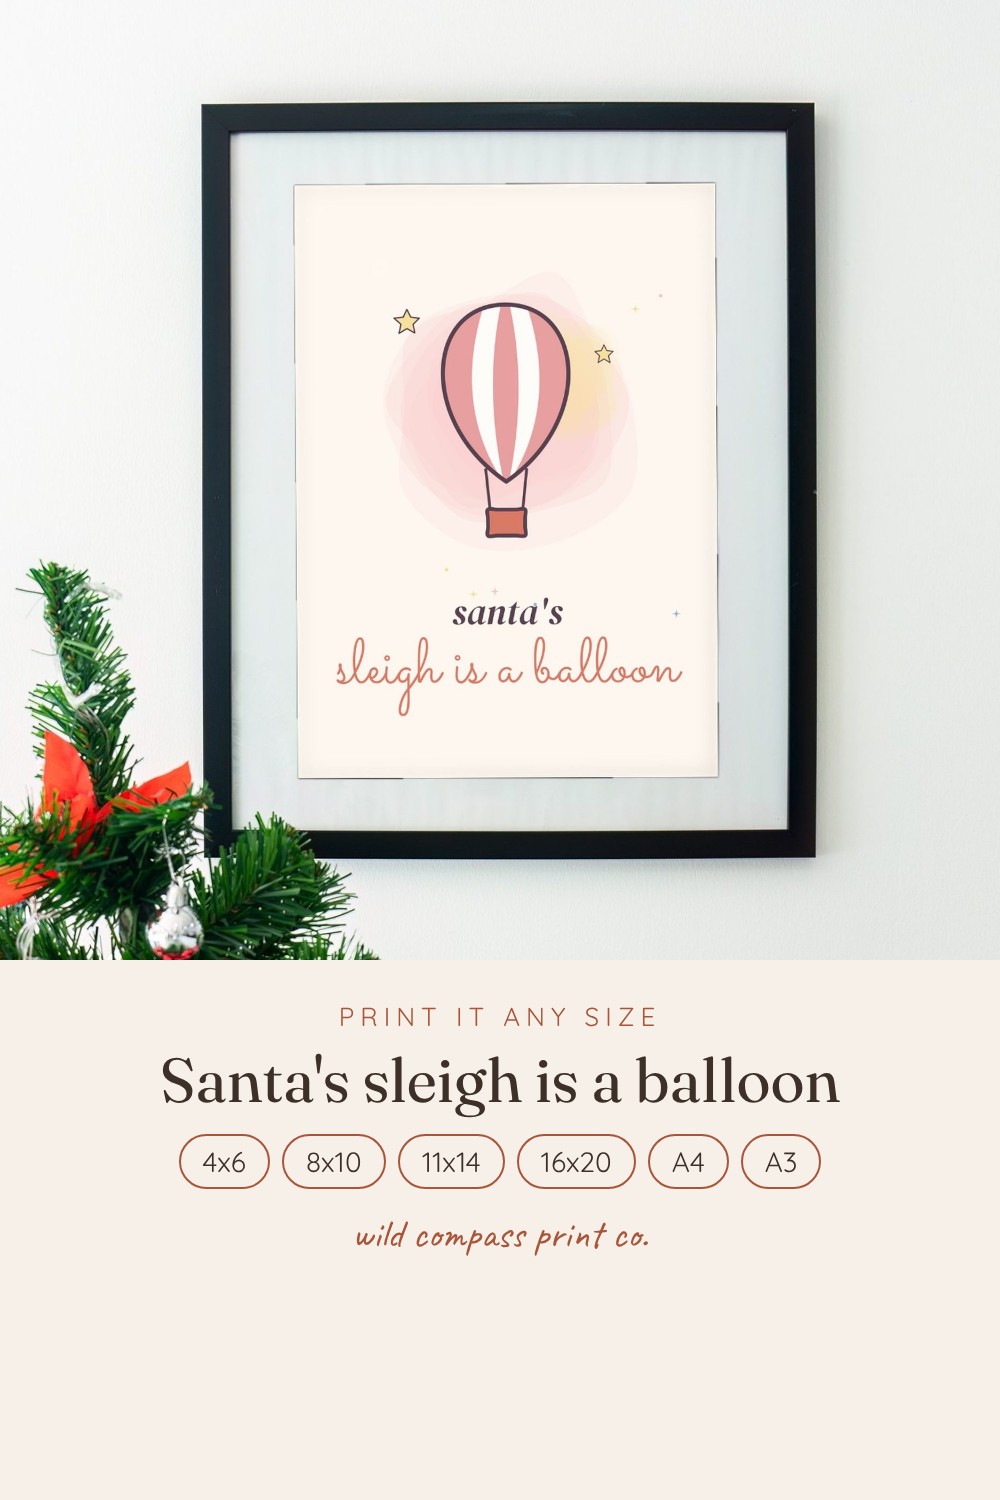 santa's
sleigh is a balloon
PRINT IT ANY SIZE
Santa's sleigh is a balloon
4x6 8x10 11x14 16x20 A4 A3
wild compass print co.